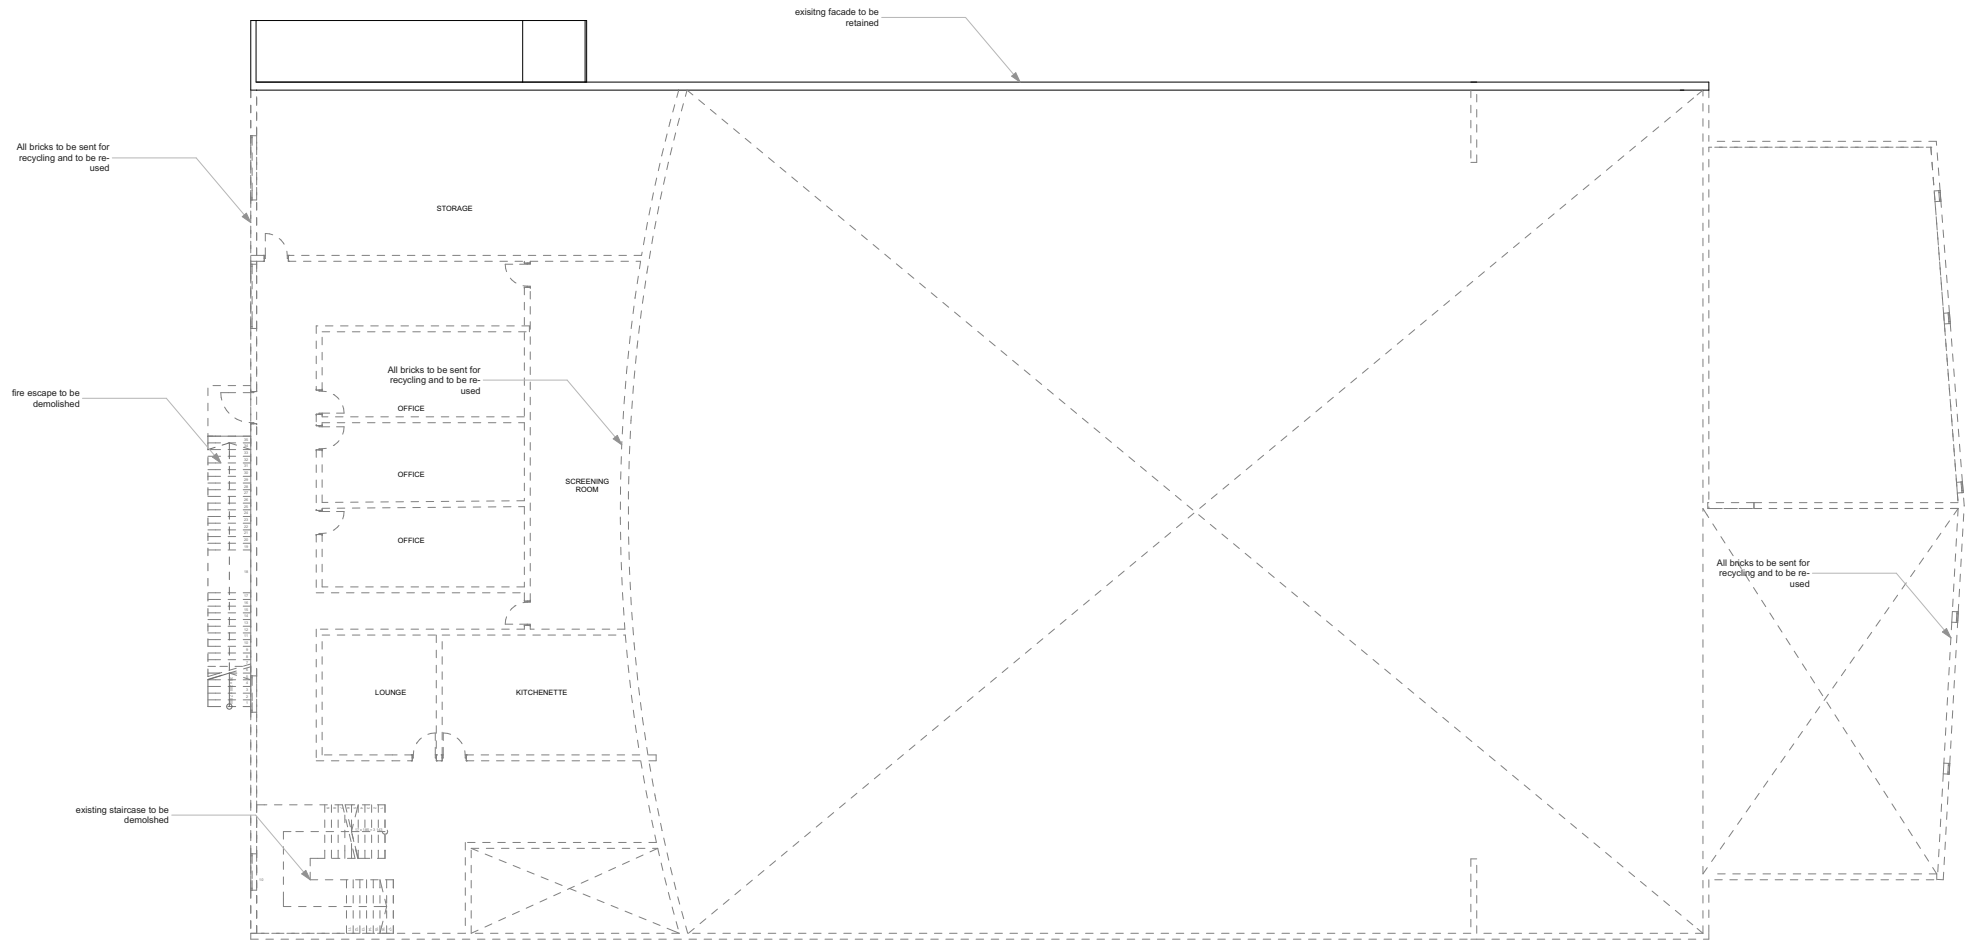 exisitng facade to be
retained
All bricks to be sent for
recycling and to be re-
used
STORAGE
All bricks to be sent for
recycling and to be re-
used
fire escape to be
demolished
OFFICE
OFFICE
SCREENING
ROOM
OFFICE
All bricks to be sent for
recycling and to be re-
used
LOUNGE
KITCHENETTE
existing staircase to be
demolshed